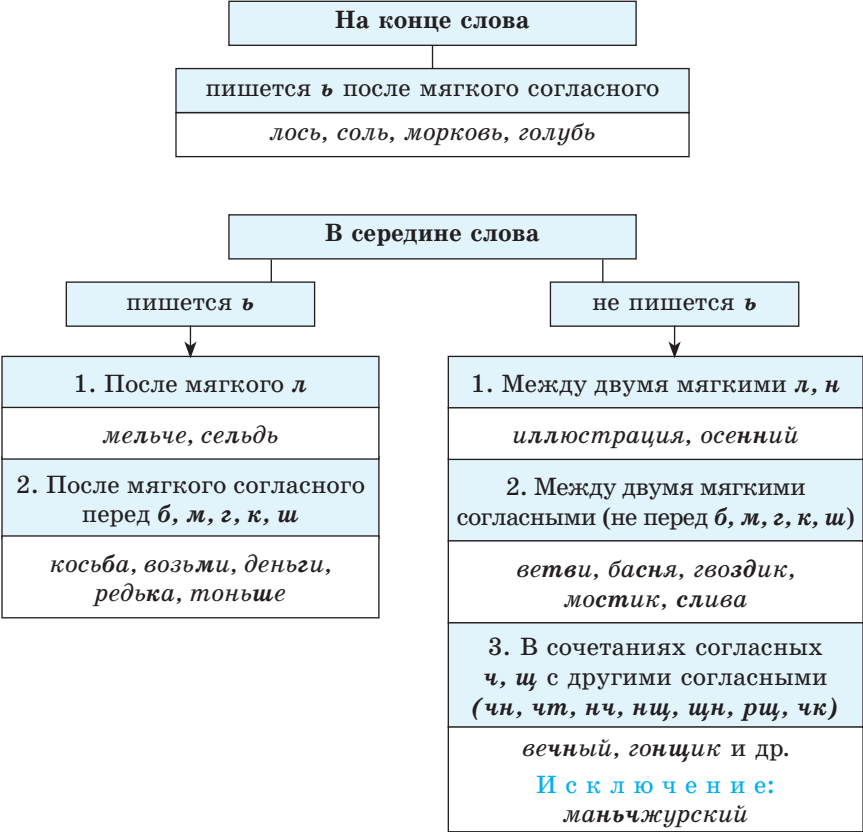 На конце слова
пишется ь после мягкого согласного
лось, соль, морковь, голубь
В середине слова
пишется ь
1. После мягкого л
мельче, сельдь
2. После мягкого согласного
перед б, м, г, к, ш
косьба, возьми, деньги,
редька, тоньше
не пишется ь
1. Между двумя мягкими л, н
иллюстрация, осенний
2. Между двумя мягкими
согласными (не перед б, м, г, к, ш)
ветви, басня, гвоздик,
мостик, слива
3. В сочетаниях согласных
ч, щ с другими согласными
(чн, чт, нч, нщ, щн, рщ, чк)
вечный, гонщик и др.
Исключение:
маньчжурский